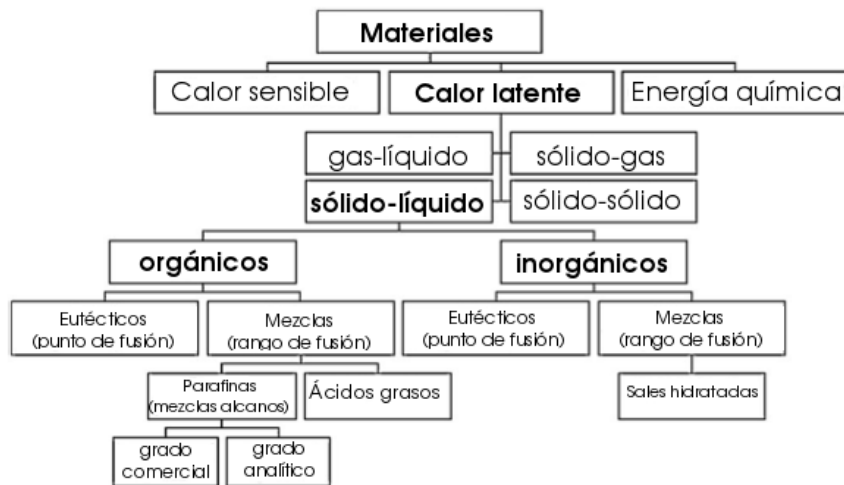 Materiales
Calor sensible
Calor latente
Energía química
gas-líquido
sólido-gas
sólido-líquido
sólido-sólido
orgánicos
inorgánicos
Eutécticos
(punto de fusión)
Mezclas
(rango de fusión)
Eutécticos
(punto de fusión)
Mezclas
(rango de fusión)
Parafinas
(mezclas alcanos)
Ácidos grasos
Sales hidratadas
grado
comercial
grado
analítico